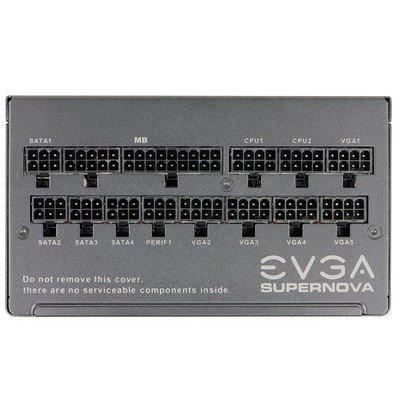 SATA1 MB CPU1 CPU2 VGA1
SATA2 SATA3 SATA4 PERIF1 VGA2 VGA3 VGA4 VGA5
Do not remove this cover.
there are no serviceable components inside.
EVGA
SUPERNOVA